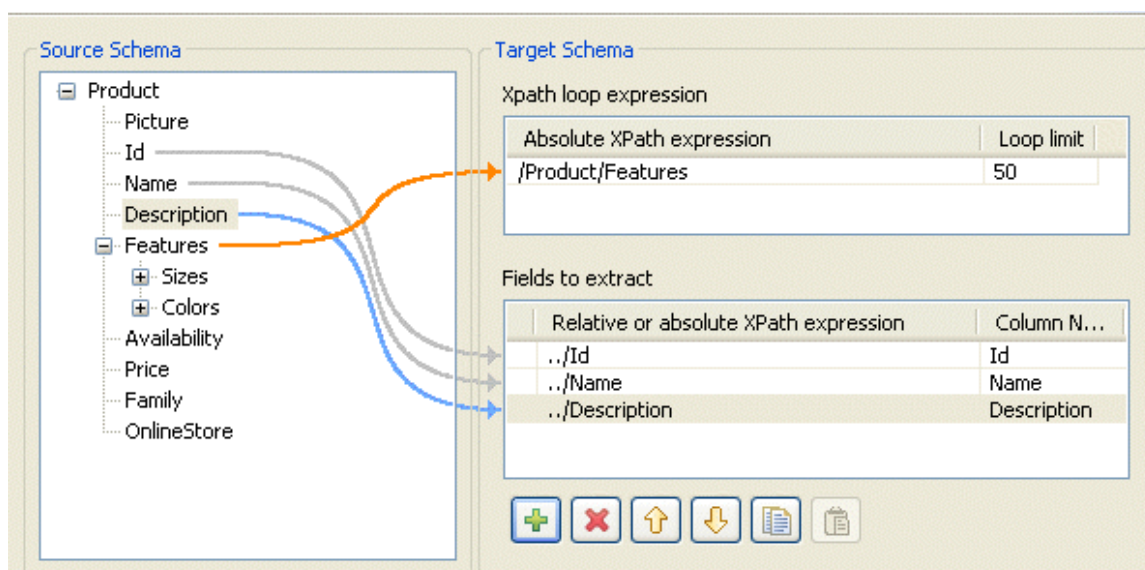 Source Schema
Product
Picture
Id
Name
Description
Features
Sizes
Colors
Availability
Price
Family
OnlineStore
Target Schema
Xpath loop expression
Absolute XPath expression Loop limit
/Product/Features 50
Fields to extract
Relative or absolute XPath expression Column N...
../Id Id
../Name Name
../Description Description